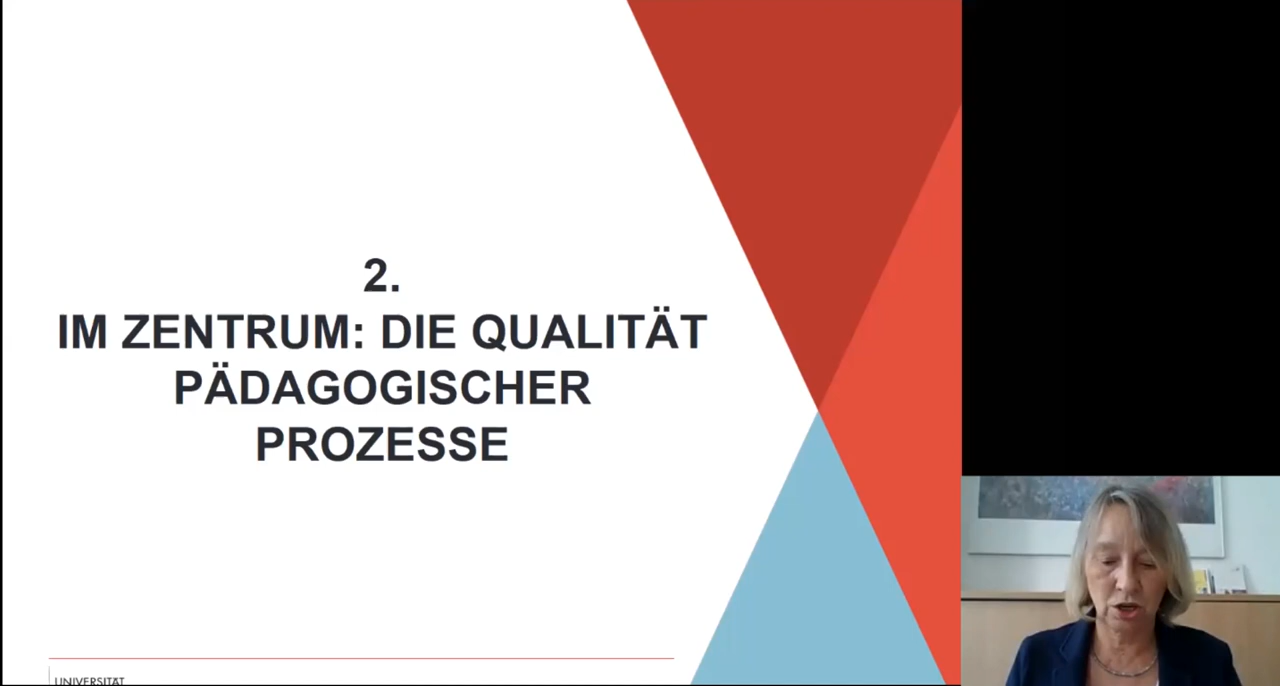 2.
IM ZENTRUM: DIE QUALITÄT
PÄDAGOGISCHER
PROZESSE
UNIVERSITÄT